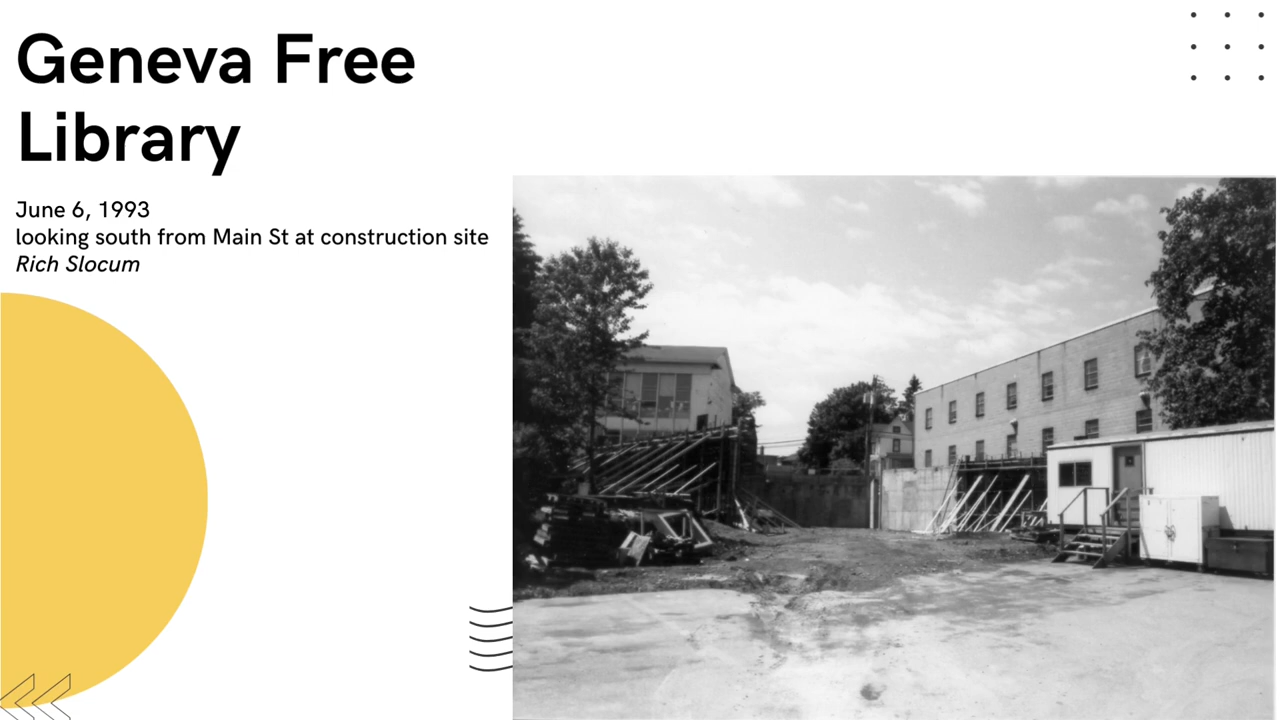 Geneva Free
Library
June 6, 1993
looking south from Main St at construction site
Rich Slocum